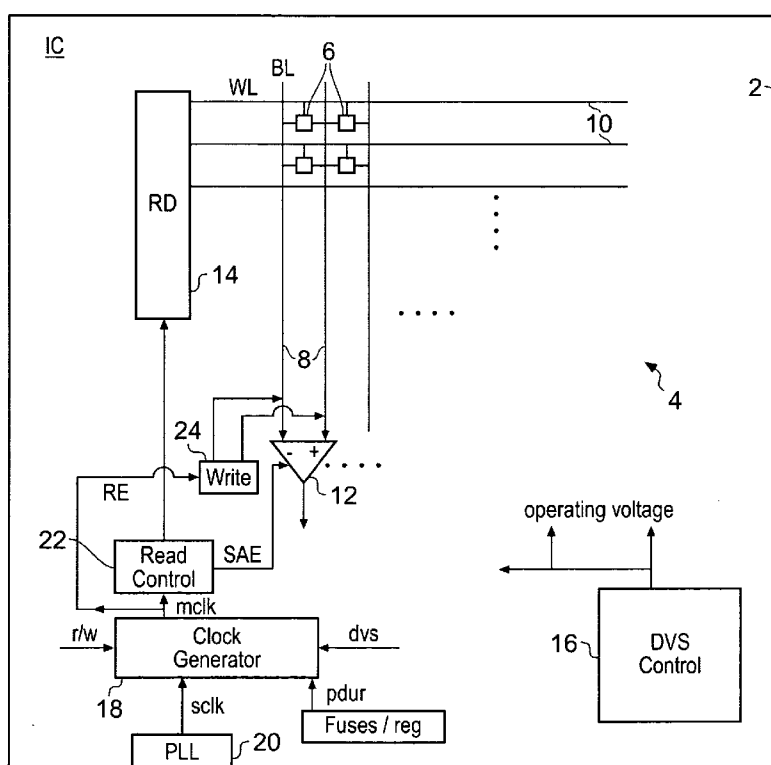 IC
6
BL
2
WL
10
RD
14
8
4
24
Write
RE
12
operating voltage
22
Read
Control
SAE
mclk
r/w
Clock
Generator
dvs
16
DVS
Control
18
sclk
pdur
Fuses / reg
PLL
20